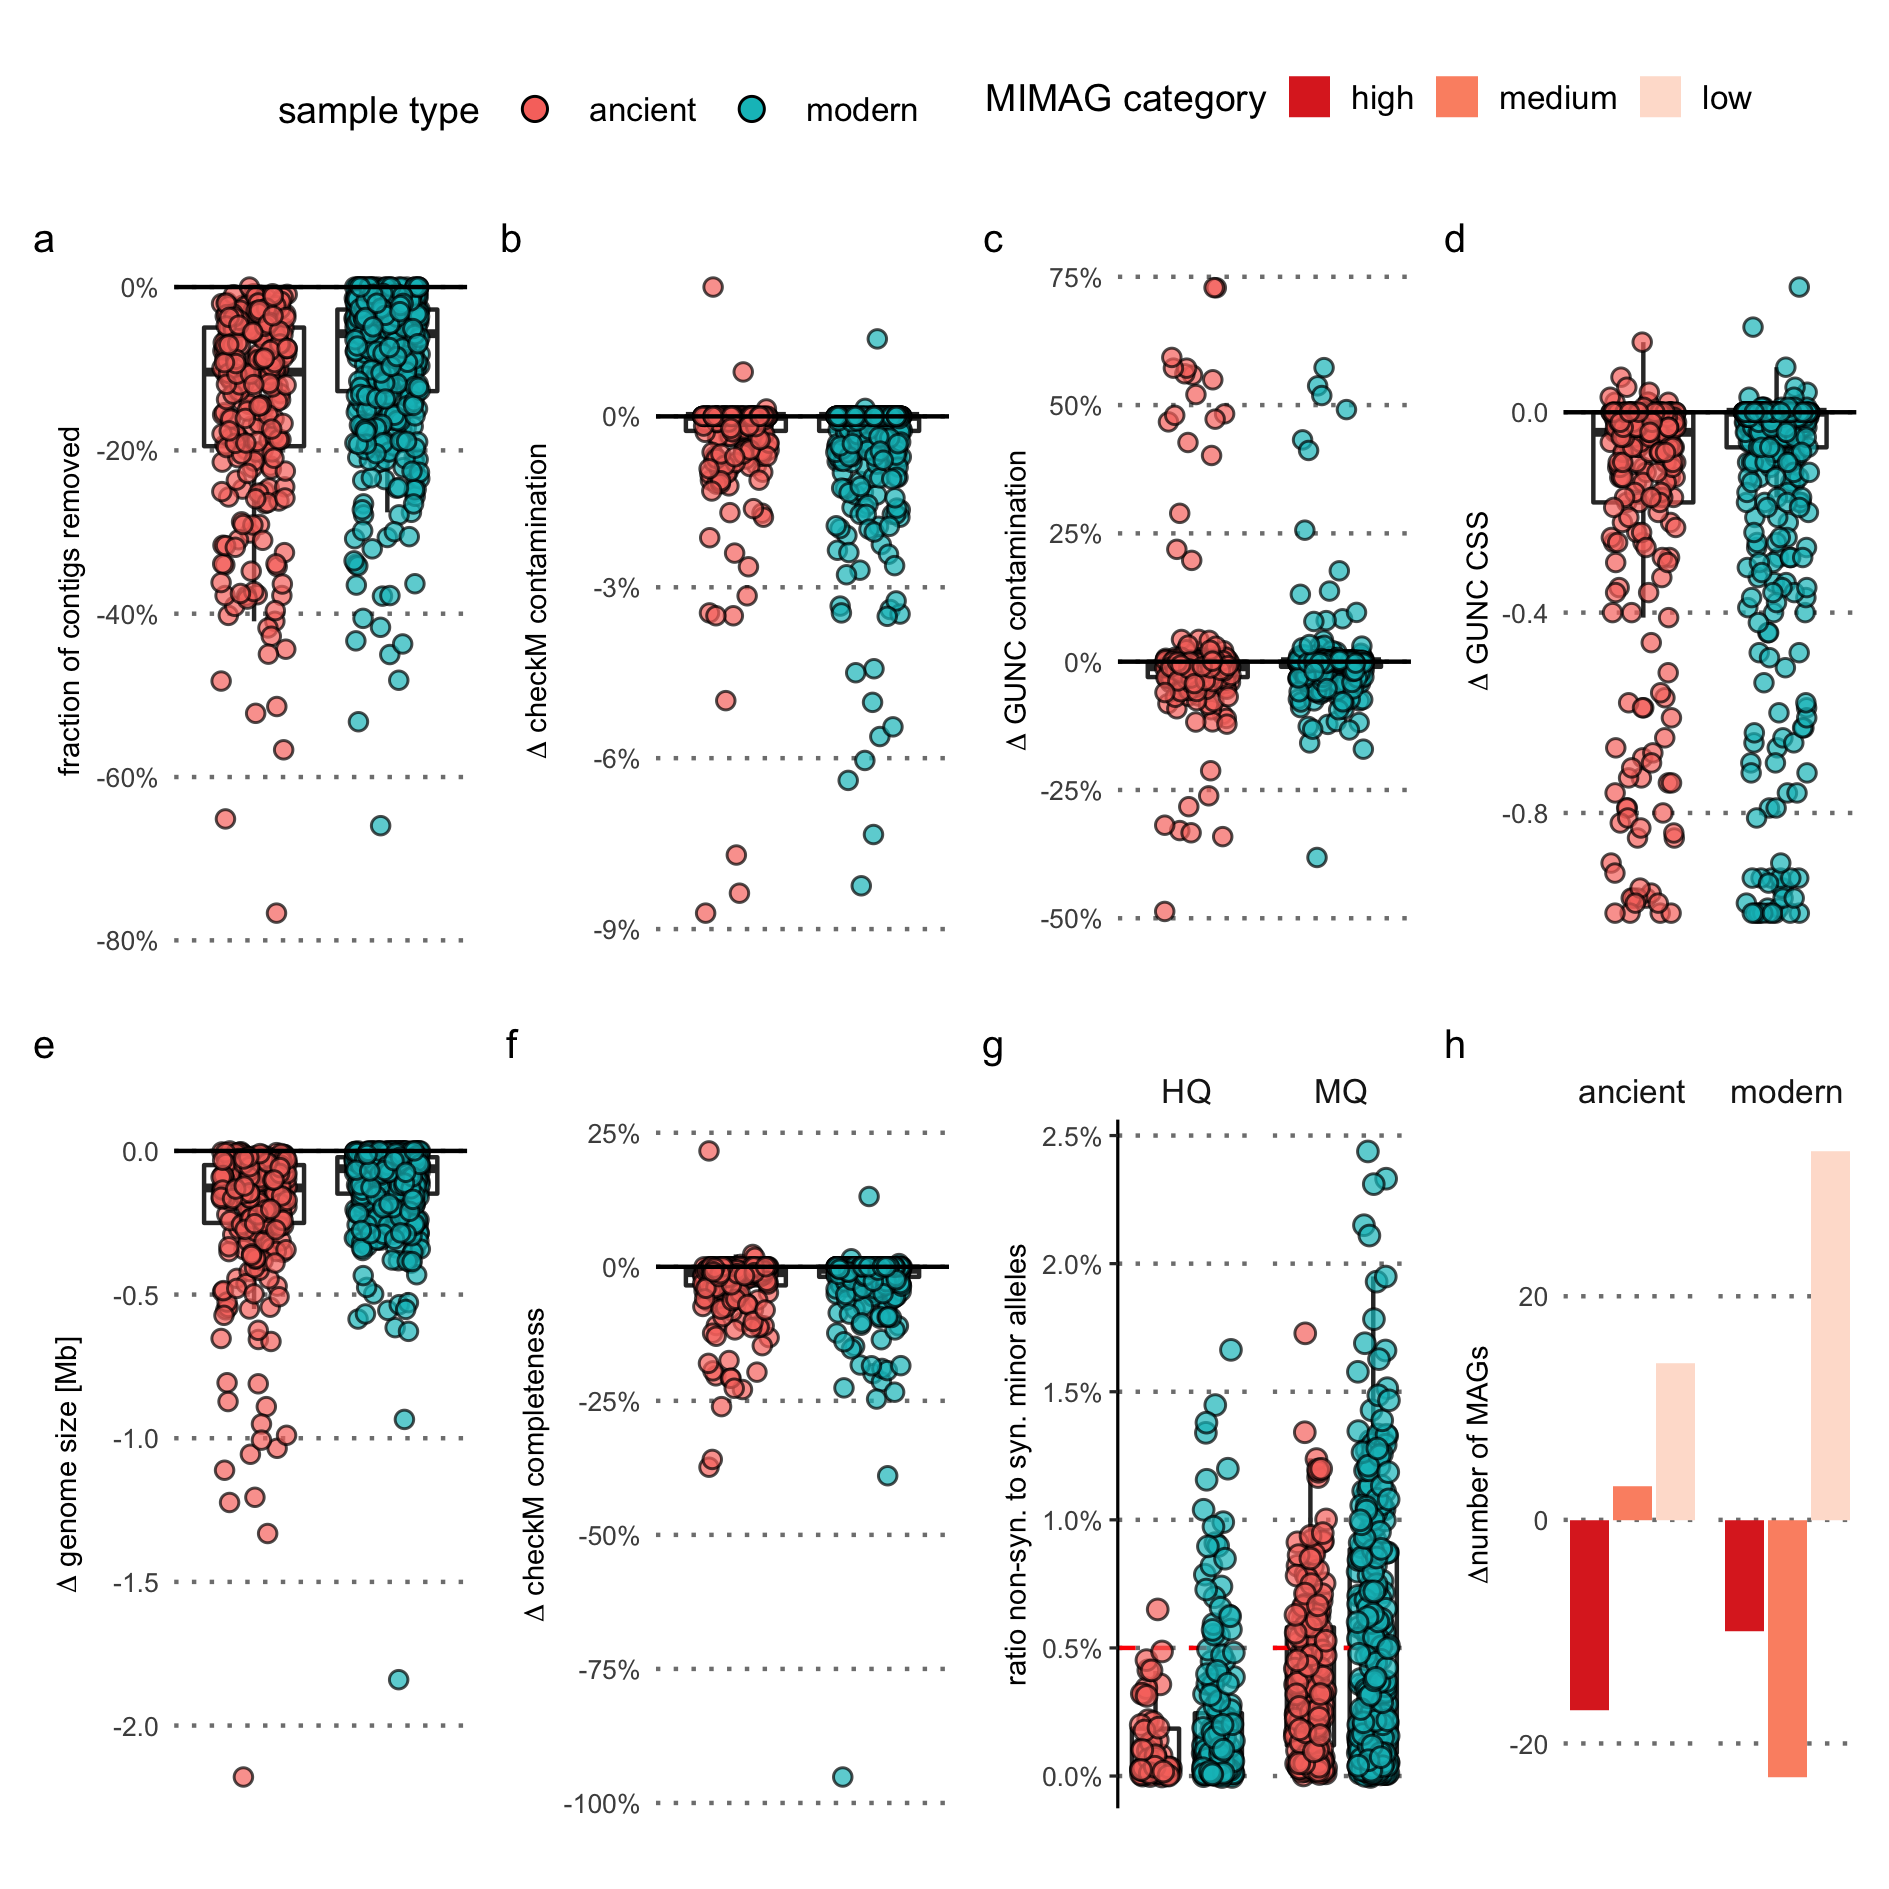 sample type ancient modern MIMAG category high medium low
a
fraction of contigs removed
0%
-20%
-40%
-60%
-80%
b
Δ checkM contamination
0%
-3%
-6%
-9%
c
Δ GUNC contamination
75%
50%
25%
0%
-25%
-50%
d
Δ GUNC CSS
0.0
-0.4
-0.8
e
Δ genome size [Mb]
0.0
-0.5
-1.0
-1.5
-2.0
f
Δ checkM completeness
25%
0%
-25%
-50%
-75%
-100%
g
HQ MQ
ratio non-syn. to syn. minor alleles
2.5%
2.0%
1.5%
1.0%
0.5%
0.0%
h
ancient modern
Δnumber of MAGs
20
0
-20